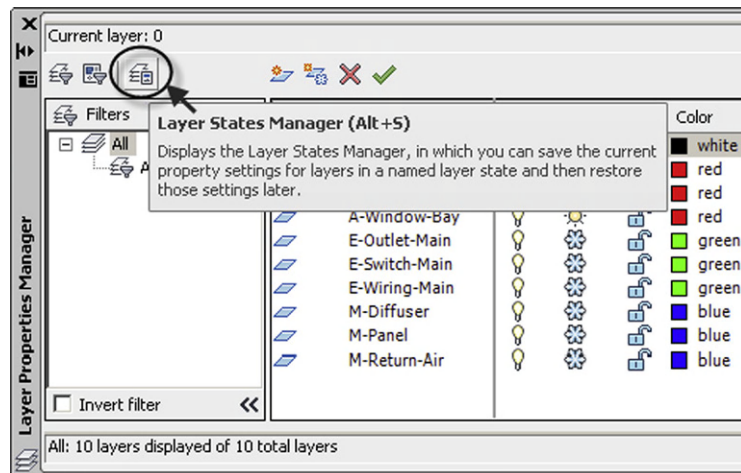 Current layer: 0
Filters
Color
All
A
Layer States Manager (Alt+S)
Displays the Layer States Manager, in which you can save the current
property settings for layers in a named layer state and then restore
those settings later.
white
red
red
A-Window-Bay red
E-Outlet-Main green
E-Switch-Main green
E-Wiring-Main green
M-Diffuser blue
M-Panel blue
M-Return-Air blue
Invert filter
All: 10 layers displayed of 10 total layers
Layer Properties Manager